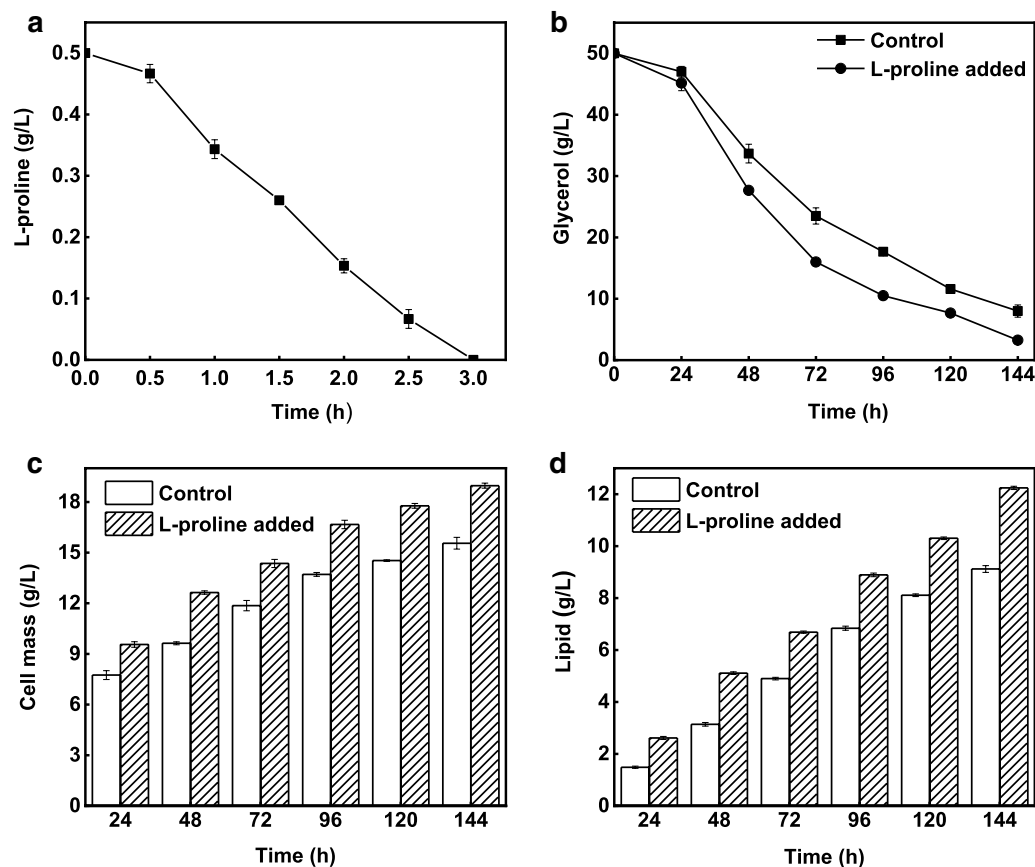 a
L-proline (g/L)
0.5
0.4
0.3
0.2
0.1
0.0
0.0 0.5 1.0 1.5 2.0 2.5 3.0
Time (h)
b
Control
L-proline added
Glycerol (g/L)
50
40
30
20
10
0
0 24 48 72 96 120 144
Time (h)
c
Control
L-proline added
Cell mass (g/L)
18
15
12
9
6
3
0
24 48 72 96 120 144
Time (h)
d
Control
L-proline added
Lipid (g/L)
12
10
8
6
4
2
0
24 48 72 96 120 144
Time (h)